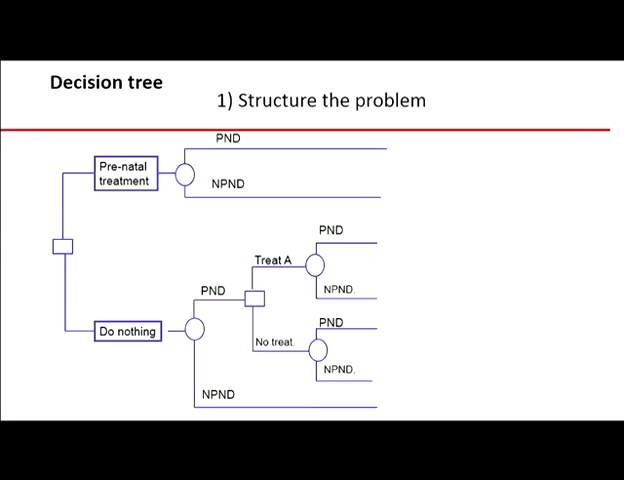 Decision tree
1) Structure the problem
PND
Pre-natal
treatment
NPND
PND
Treat A
PND
NPND.
Do nothing
PND
No treat.
NPND.
NPND